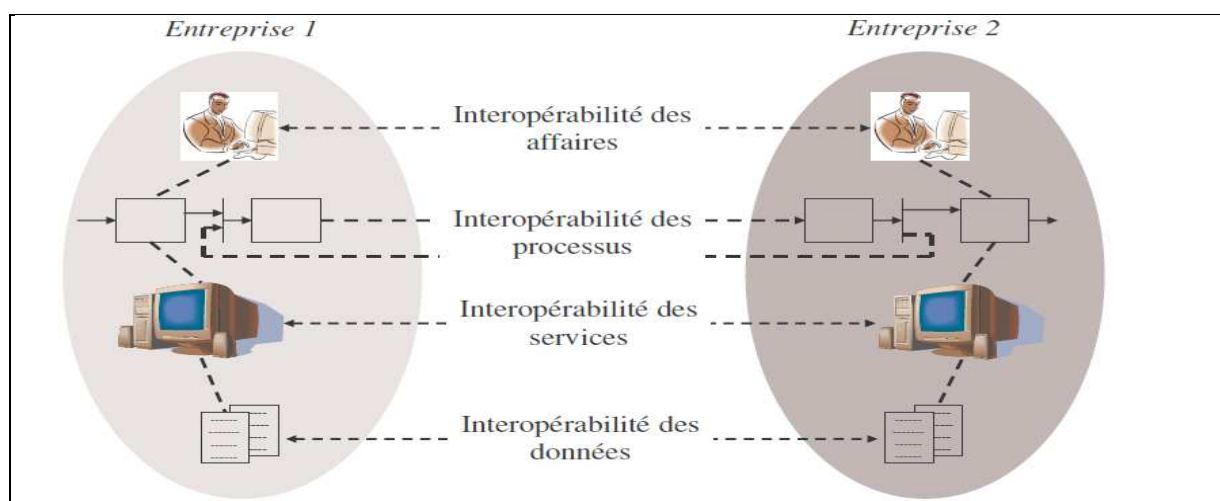 Entreprise 1
Entreprise 2
Interopérabilité des
affaires
Interopérabilité des
processus
Interopérabilité des
services
Interopérabilité des
données